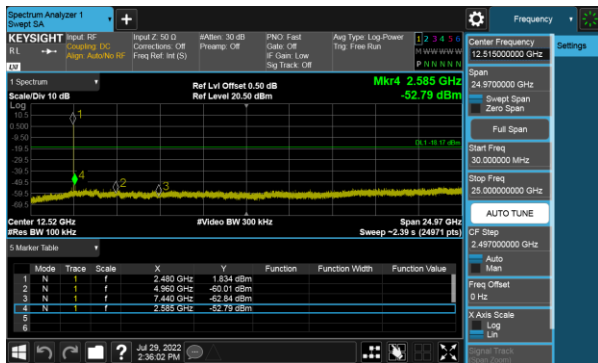 Spectrum Analyzer 1
Swept SA
Frequency
KEYSIGHT
RL
Input: RF
Coupling: DC
Align: Auto/No RF
Input Z: 50 Ω
Corrections: Off
Freq Ref: Int (S)
#Atten: 30 dB
Preamp: Off
PNO: Fast
Gate: Off
IF Gain: Low
Sig Track: Off
Avg Type: Log-Power
Trig: Free Run
1 2 3 4 5 6
M W W W W W
P N N N N N
Center Frequency
12.515000000 GHz
Settings
Span
24.9700000 GHz
Swept Span
Zero Span
Full Span
Start Freq
30.000000 MHz
Stop Freq
25.000000000 GHz
AUTO TUNE
CF Step
2.497000000 GHz
Auto
Man
Freq Offset
0 Hz
X Axis Scale
Log
Lin
Signal Track
1 Spectrum
Scale/Div 10 dB
Ref Lvl Offset 0.50 dB
Ref Level 20.50 dBm
Mkr4 2.585 GHz
-52.79 dBm
Log
10.5
0.500
-9.50
-19.5
-29.5
-39.5
-49.5
-59.5
-69.5
1
2
3
4
DL1 -18.17 dBm
Center 12.52 GHz
#Res BW 100 kHz
#Video BW 300 kHz
Span 24.97 GHz
Sweep ~2.39 s (24971 pts)
5 Marker Table
Mode Trace Scale X Y Function Function Width Function Value
1 N 1 f 2.480 GHz 1.834 dBm
2 N 1 f 4.960 GHz -60.01 dBm
3 N 1 f 7.440 GHz -62.84 dBm
4 N 1 f 2.585 GHz -52.79 dBm
5
6
?
Jul 29, 2022
2:36:02 PM